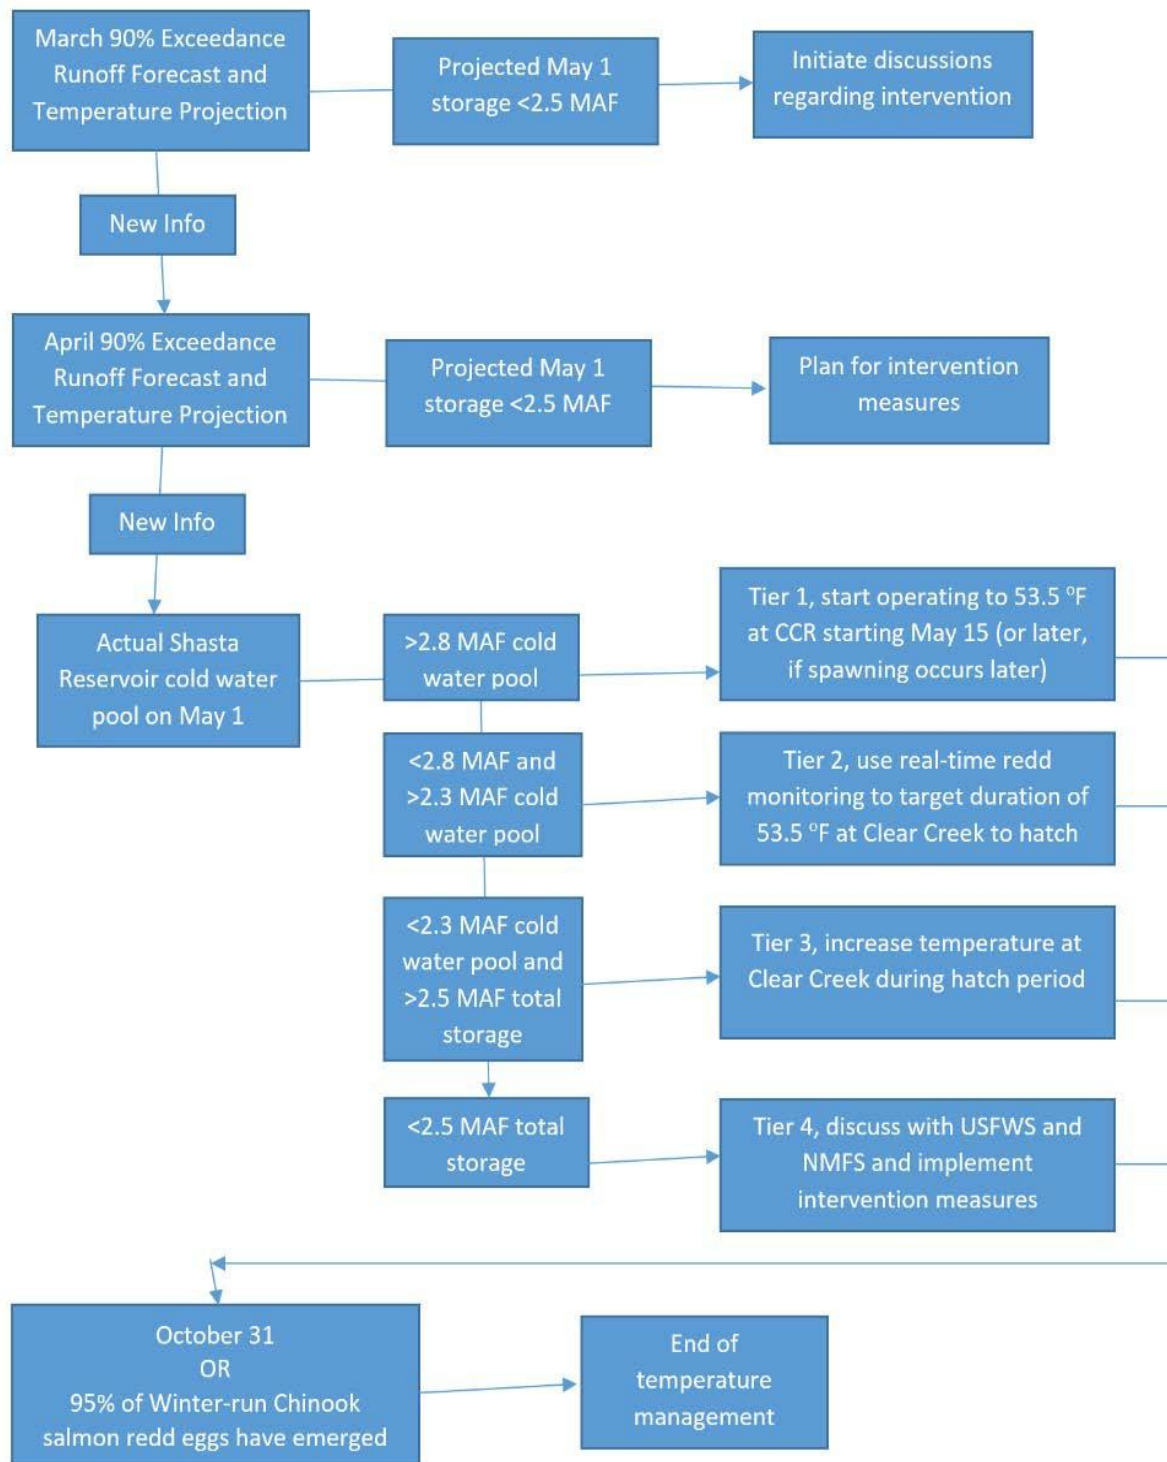 March 90% Exceedance
Runoff Forecast and
Temperature Projection
Projected May 1
storage <2.5 MAF
Initiate discussions
regarding intervention
New Info
April 90% Exceedance
Runoff Forecast and
Temperature Projection
Projected May 1
storage <2.5 MAF
Plan for intervention
measures
New Info
Actual Shasta
Reservoir cold water
pool on May 1
>2.8 MAF cold
water pool
Tier 1, start operating to 53.5 °F
at CCR starting May 15 (or later,
if spawning occurs later)
<2.8 MAF and
>2.3 MAF cold
water pool
Tier 2, use real-time redd
monitoring to target duration of
53.5 °F at Clear Creek to hatch
<2.3 MAF cold
water pool and
>2.5 MAF total
storage
Tier 3, increase temperature at
Clear Creek during hatch period
<2.5 MAF total
storage
Tier 4, discuss with USFWS and
NMFS and implement
intervention measures
October 31
OR
95% of Winter-run Chinook
salmon redd eggs have emerged
End of
temperature
management